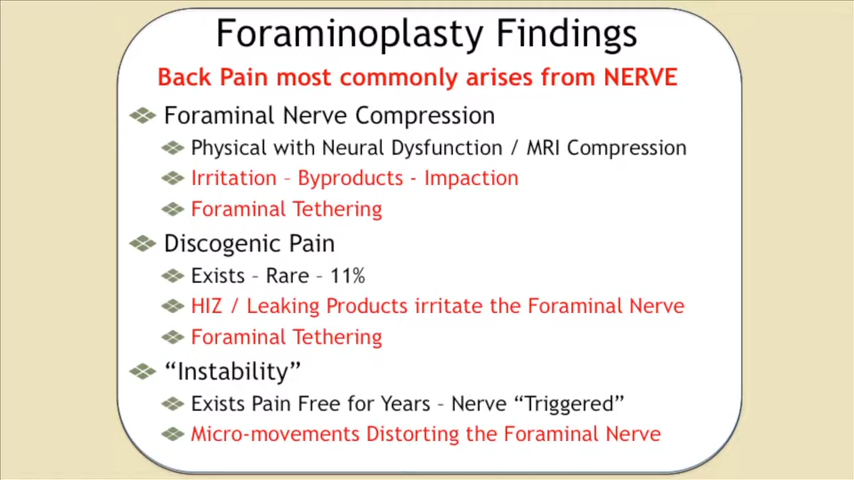 Foraminoplasty Findings
Back Pain most commonly arises from NERVE
Foraminal Nerve Compression
Physical with Neural Dysfunction / MRI Compression
Irritation – Byproducts - Impaction
Foraminal Tethering
Discogenic Pain
Exists – Rare – 11%
HIZ / Leaking Products irritate the Foraminal Nerve
Foraminal Tethering
“Instability”
Exists Pain Free for Years – Nerve “Triggered”
Micro-movements Distorting the Foraminal Nerve